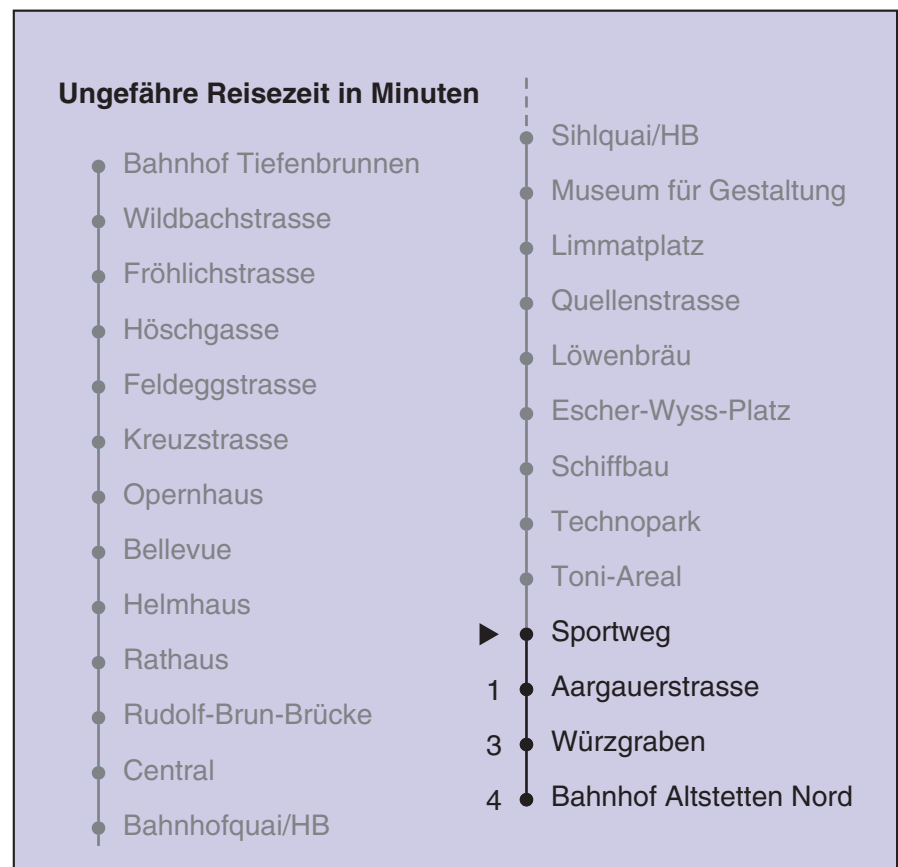 Ungefähre Reisezeit in Minuten
Bahnhof Tiefenbrunnen
Wildbachstrasse
Fröhlichstrasse
Höschgasse
Feldeggstrasse
Kreuzstrasse
Opernhaus
Bellevue
Helmhaus
Rathaus
Rudolf-Brun-Brücke
Central
Bahnhofquai/HB
Sihlquai/HB
Museum für Gestaltung
Limmatplatz
Quellenstrasse
Löwenbräu
Escher-Wyss-Platz
Schiffbau
Technopark
Toni-Areal
Sportweg
1 Aargauerstrasse
3 Würzgraben
4 Bahnhof Altstetten Nord